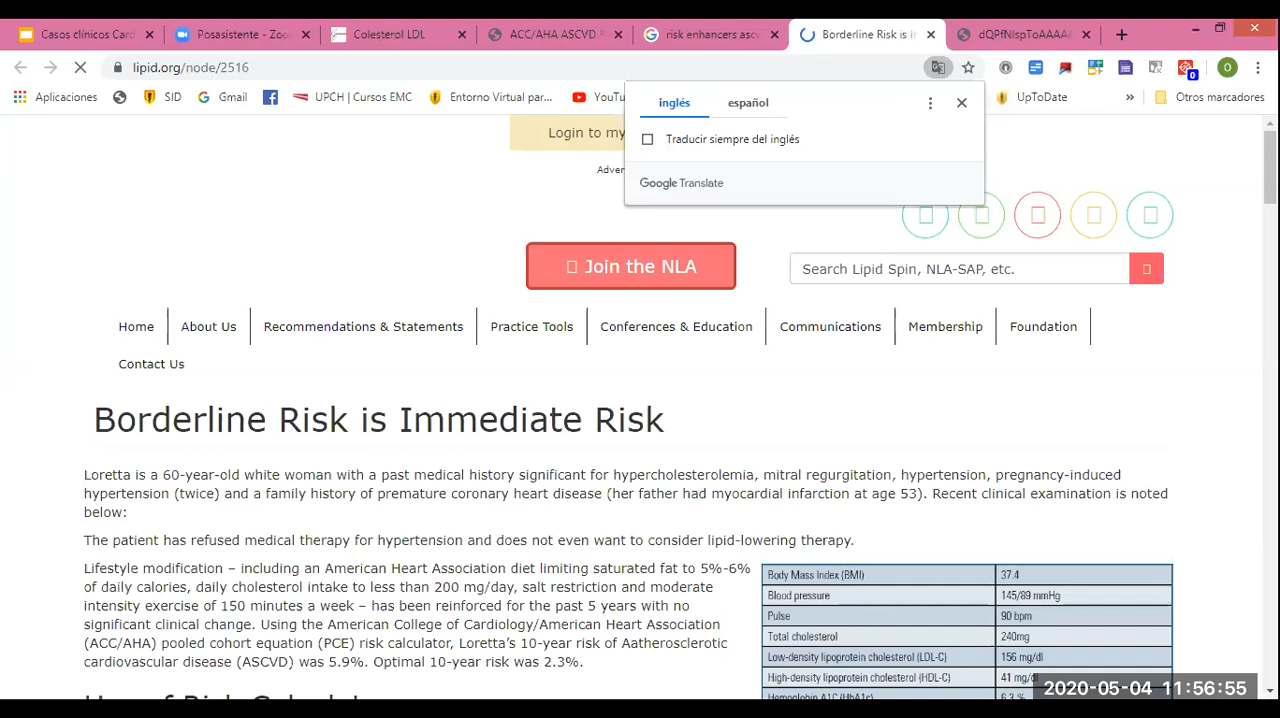 Casos clínicos Card
Posasistente - Zoo
Colesterol LDL
ACC/AHA ASCVD
risk enhancers asc
Borderline Risk is I
dQPfNIspToAAAA
lipid.org/node/2516
0
O
Aplicaciones
SID
Gmail
UPCH | Cursos EMC
Entorno Virtual par...
YouTu
UpToDate
»
Otros marcadores
inglés
español
Traducir siempre del inglés
Google Translate
Login to my
Adver
Join the NLA
Search Lipid Spin, NLA-SAP, etc.
Home
About Us
Recommendations & Statements
Practice Tools
Conferences & Education
Communications
Membership
Foundation
Contact Us
Borderline Risk is Immediate Risk
Loretta is a 60-year-old white woman with a past medical history significant for hypercholesterolemia, mitral regurgitation, hypertension, pregnancy-induced
hypertension (twice) and a family history of premature coronary heart disease (her father had myocardial infarction at age 53). Recent clinical examination is noted
below:
The patient has refused medical therapy for hypertension and does not even want to consider lipid-lowering therapy.
Lifestyle modification – including an American Heart Association diet limiting saturated fat to 5%-6%
of daily calories, daily cholesterol intake to less than 200 mg/day, salt restriction and moderate
intensity exercise of 150 minutes a week – has been reinforced for the past 5 years with no
significant clinical change. Using the American College of Cardiology/American Heart Association
(ACC/AHA) pooled cohort equation (PCE) risk calculator, Loretta's 10-year risk of Aatherosclerotic
cardiovascular disease (ASCVD) was 5.9%. Optimal 10-year risk was 2.3%.
Body Mass Index (BMI) 37.4
Blood pressure 145/89 mmHg
Pulse 90 bpm
Total cholesterol 240mg
Low-density lipoprotein cholesterol (LDL-C) 156 mg/dl
High-density lipoprotein cholesterol (HDL-C) 41 mg/dl
Hemoglobin A1C (HbA1c) 6.3 %
2020-05-04 11:56:55